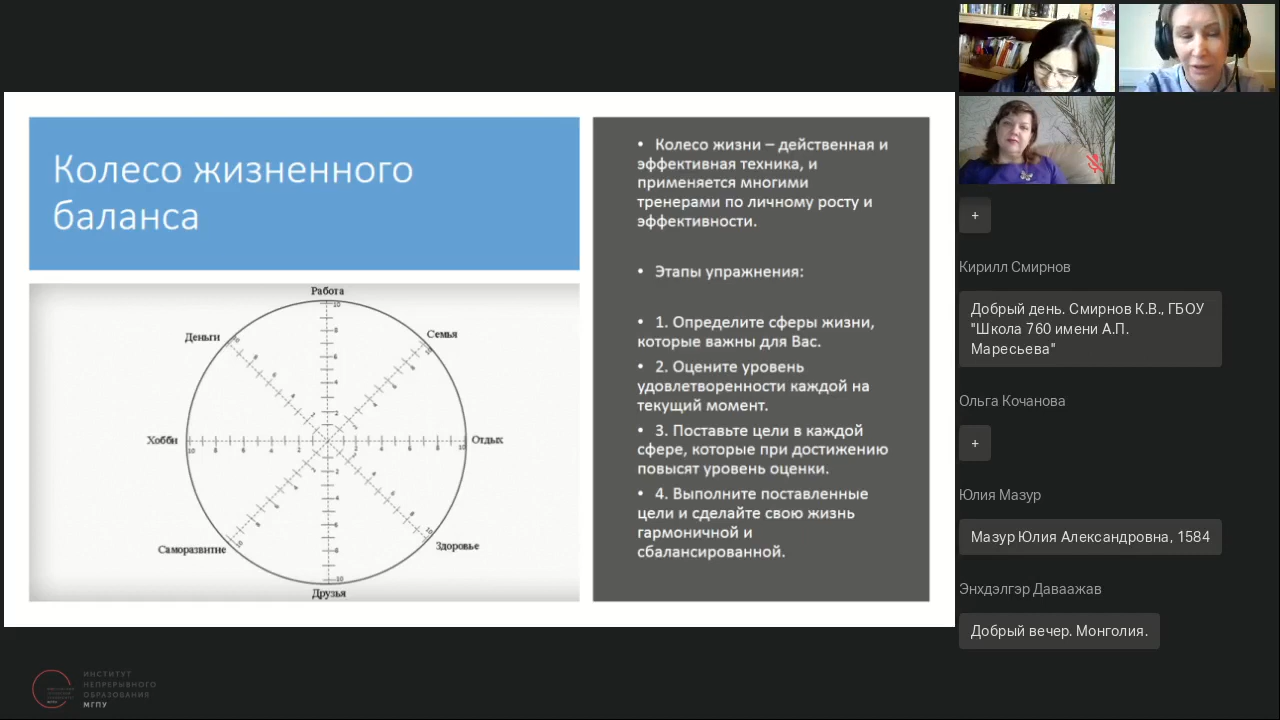 Колесо жизненного
баланса
Работа
Деньги
Семья
Хобби
Отдых
Саморазвитие
Здоровье
Друзья
• Колесо жизни – действенная и
эффективная техника, и
применяется многими
тренерами по личному росту и
эффективности.
• Этапы упражнения:
• 1. Определите сферы жизни,
которые важны для Вас.
• 2. Оцените уровень
удовлетворенности каждой на
текущий момент.
• 3. Поставьте цели в каждой
сфере, которые при достижению
повысят уровень оценки.
• 4. Выполните поставленные
цели и сделайте свою жизнь
гармоничной и
сбалансированной.
+
Кирилл Смирнов
Добрый день. Смирнов К.В., ГБОУ
"Школа 760 имени А.П.
Маресьева"
Ольга Кочанова
+
Юлия Мазур
Мазур Юлия Александровна, 1584
Энхдэлгэр Даваажав
Добрый вечер. Монголия.
ИНСТИТУТ
НЕПРЕРЫВНОГО
ОБРАЗОВАНИЯ
МГПУ